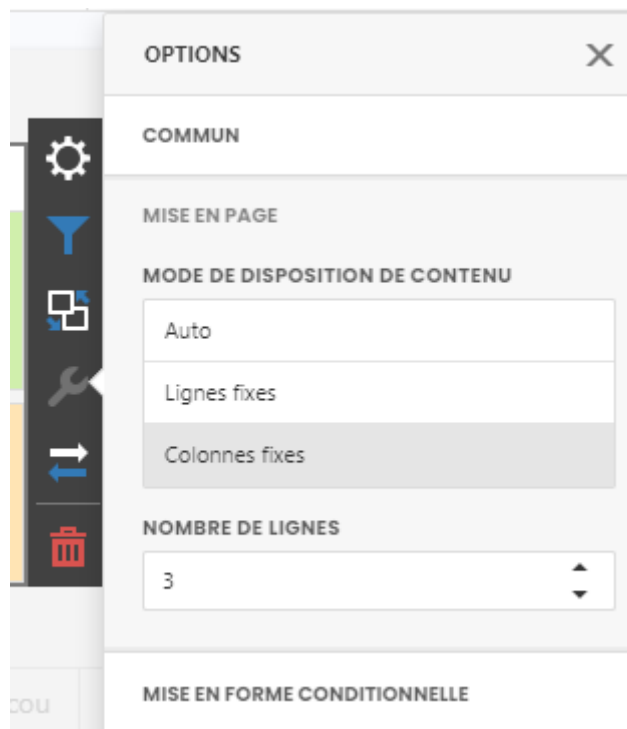 OPTIONS
COMMUN
MISE EN PAGE
MODE DE DISPOSITION DE CONTENU
Auto
Lignes fixes
Colonnes fixes
NOMBRE DE LIGNES
3
cou
MISE EN FORME CONDITIONNELLE